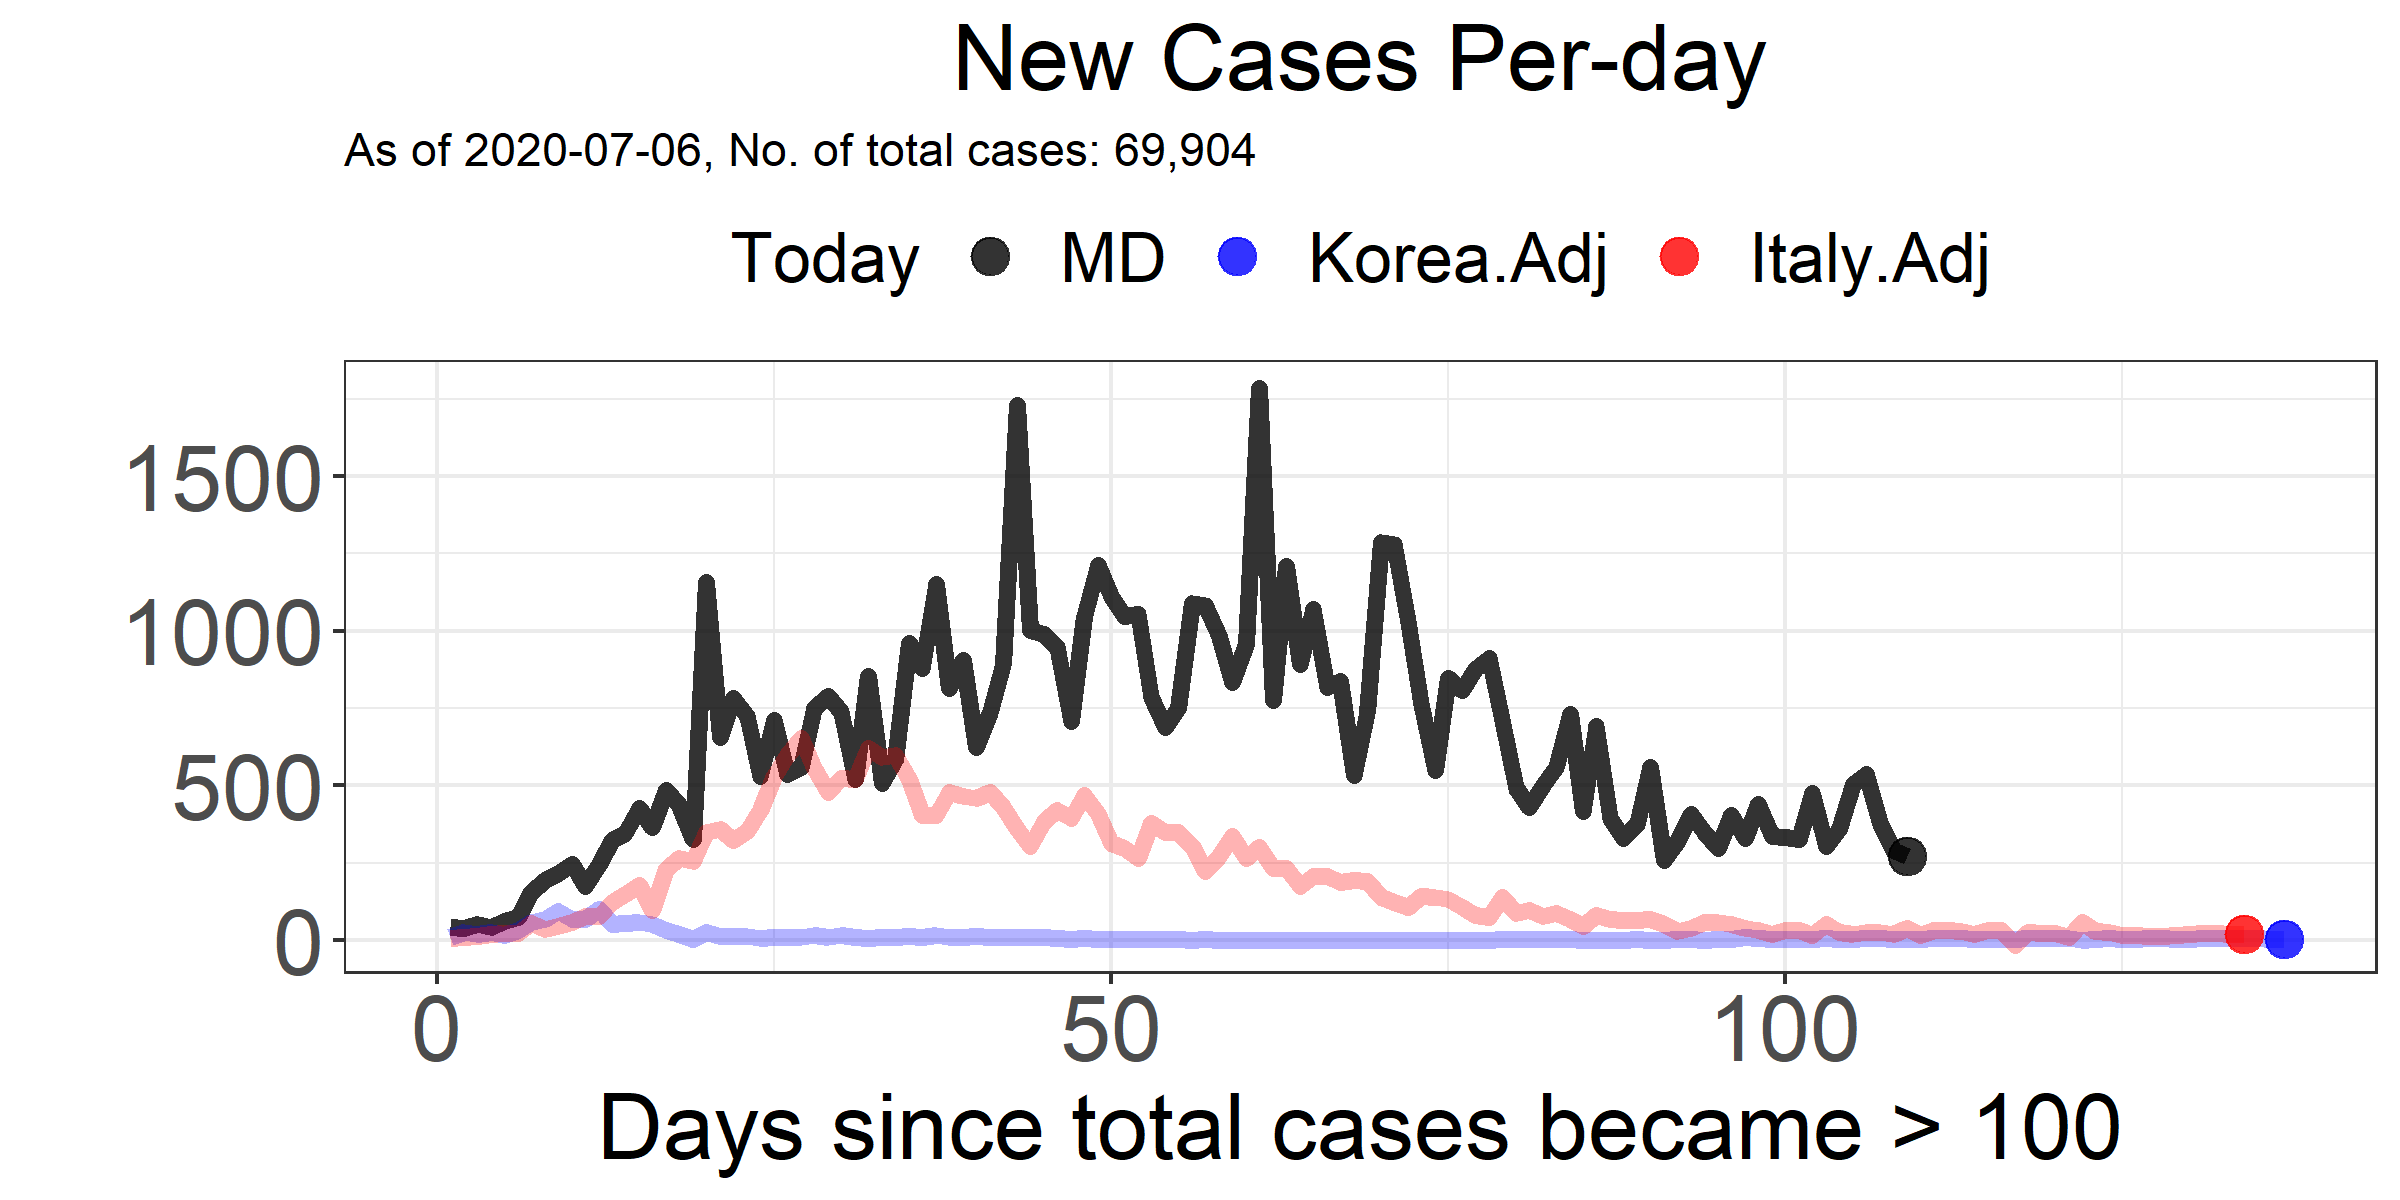 New Cases Per-day
As of 2020-07-06, No. of total cases: 69,904
Today MD Korea.Adj Italy.Adj
1500
1000
500
0
0 50 100
Days since total cases became > 100